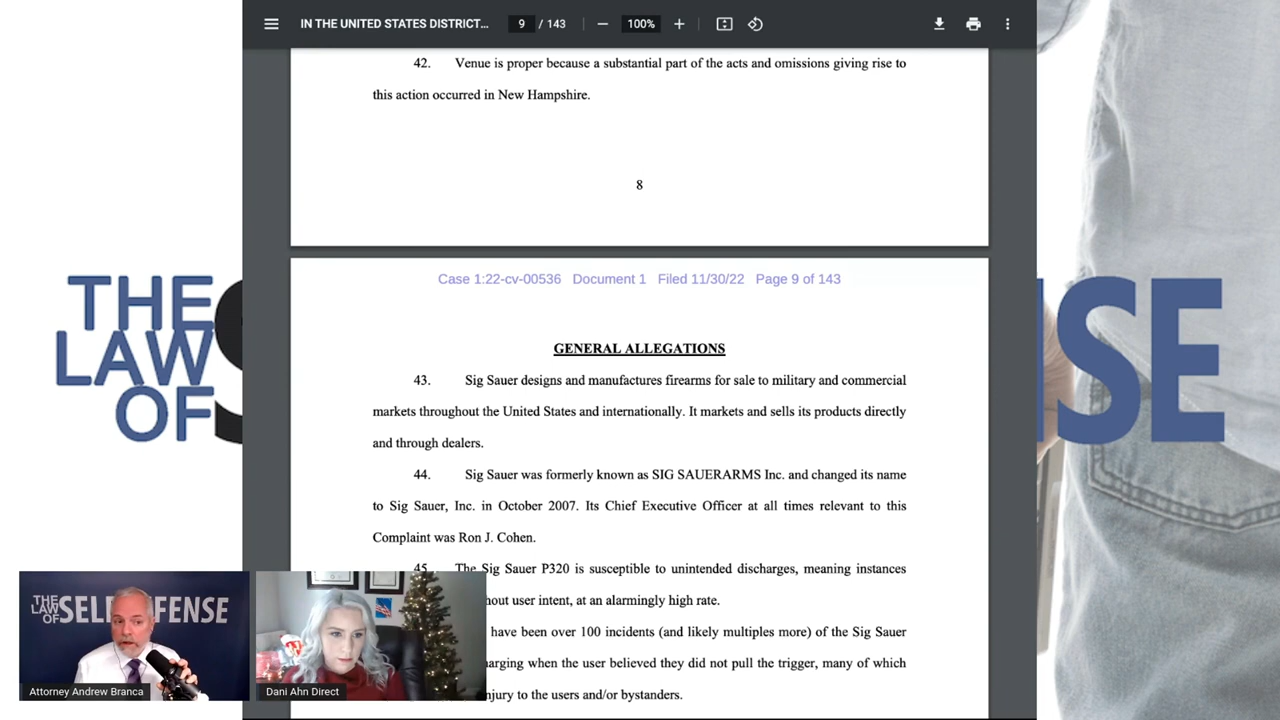 IN THE UNITED STATES DISTRICT...
9 / 143
100%
42. Venue is proper because a substantial part of the acts and omissions giving rise to
this action occurred in New Hampshire.
8
Case 1:22-cv-00536 Document 1 Filed 11/30/22 Page 9 of 143
GENERAL ALLEGATIONS
43. Sig Sauer designs and manufactures firearms for sale to military and commercial
markets throughout the United States and internationally. It markets and sells its products directly
and through dealers.
44. Sig Sauer was formerly known as SIG SAUERARMS Inc. and changed its name
to Sig Sauer, Inc. in October 2007. Its Chief Executive Officer at all times relevant to this
Complaint was Ron J. Cohen.
45. The Sig Sauer P320 is susceptible to unintended discharges, meaning instances
hout user intent, at an alarmingly high rate.
have been over 100 incidents (and likely multiples more) of the Sig Sauer
harging when the user believed they did not pull the trigger, many of which
njury to the users and/or bystanders.
THE
LAW
OF
S
NSE
THE
LAW
OF
SELF DEFENSE
Attorney Andrew Branca
Dani Ahn Direct